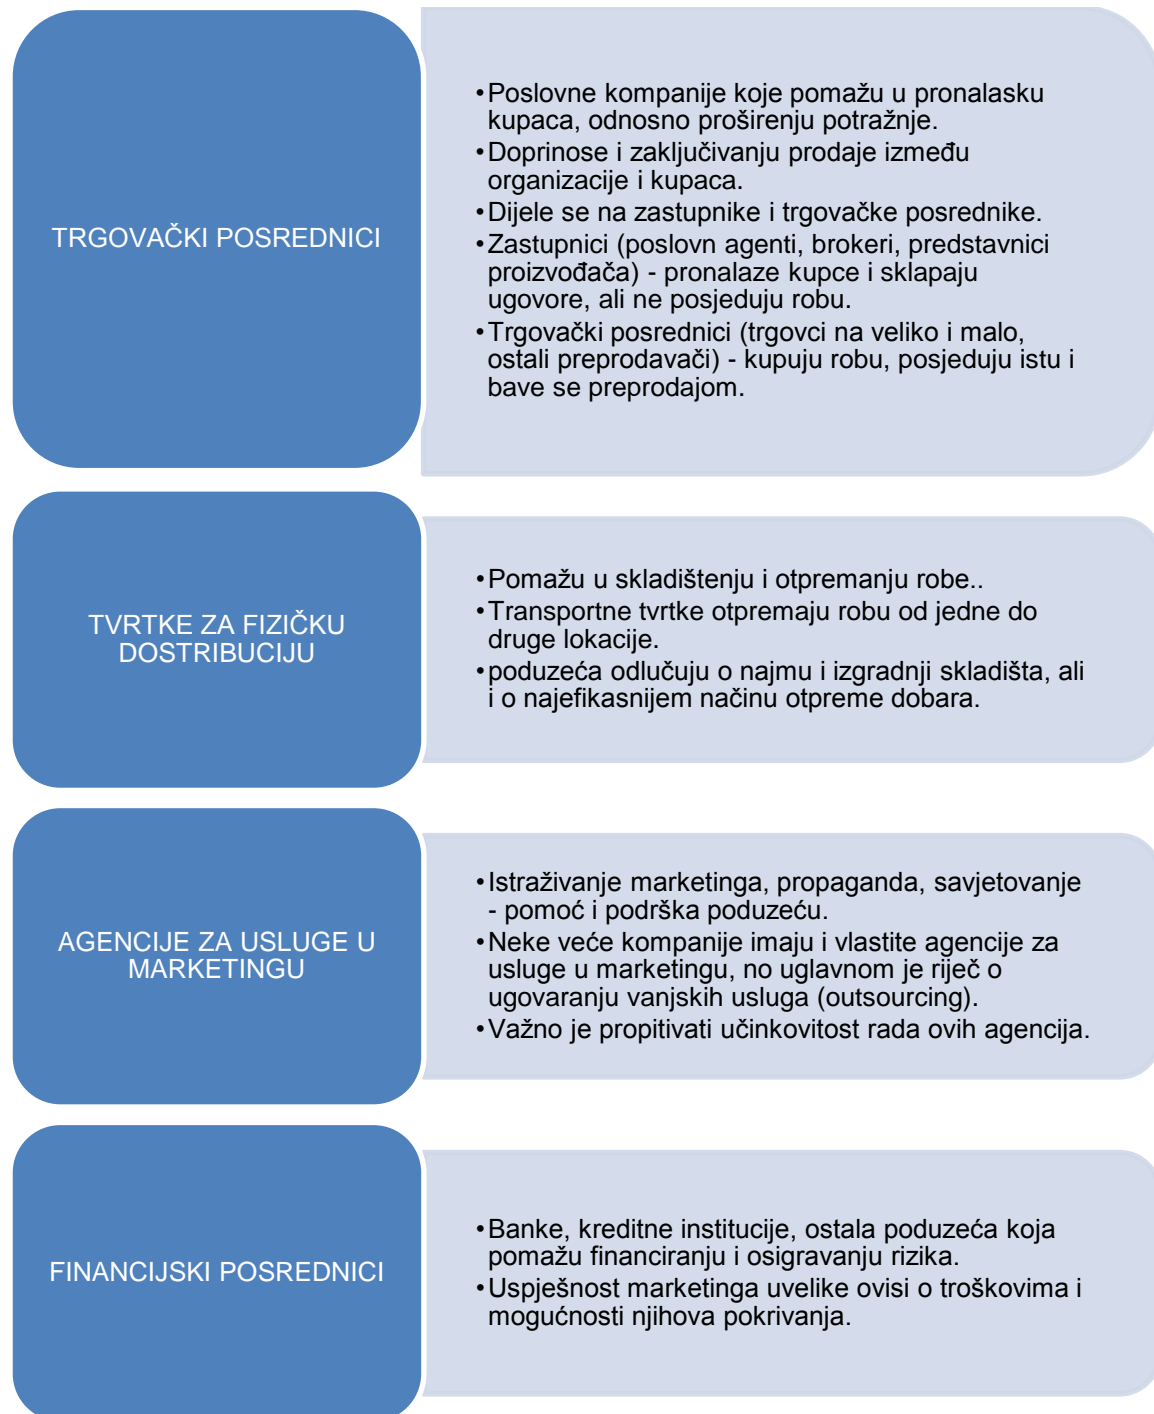 TRGOVAČKI POSREDNICI
•Poslovne kompanije koje pomažu u pronalasku
kupaca, odnosno proširenju potražnje.
•Doprinose i zaključivanju prodaje između
organizacije i kupaca.
•Dijele se na zastupnike i trgovačke posrednike.
•Zastupnici (poslovn agenti, brokeri, predstavnici
proizvođača) - pronalaze kupce i sklapaju
ugovore, ali ne posjeduju robu.
•Trgovački posrednici (trgovci na veliko i malo,
ostali preprodavači) - kupuju robu, posjeduju istu i
bave se preprodajom.
TVRTKE ZA FIZIČKU
DOSTRIBUCIJU
•Pomažu u skladištenju i otpremanju robe..
•Transportne tvrtke otpremaju robu od jedne do
druge lokacije.
•poduzeća odlučuju o najmu i izgradnji skladišta, ali
i o najefikasnijem načinu otpreme dobara.
AGENCIJE ZA USLUGE U
MARKETINGU
•Istraživanje marketinga, propaganda, savjetovanje
- pomoć i podrška poduzeću.
•Neke veće kompanije imaju i vlastite agencije za
usluge u marketingu, no uglavnom je riječ o
ugovaranju vanjskih usluga (outsourcing).
•Važno je propitivati učinkovitost rada ovih agencija.
FINANCIJSKI POSREDNICI
•Banke, kreditne institucije, ostala poduzeća koja
pomažu financiranju i osigravanju rizika.
•Uspješnost marketinga uvelike ovisi o troškovima i
mogućnosti njihova pokrivanja.